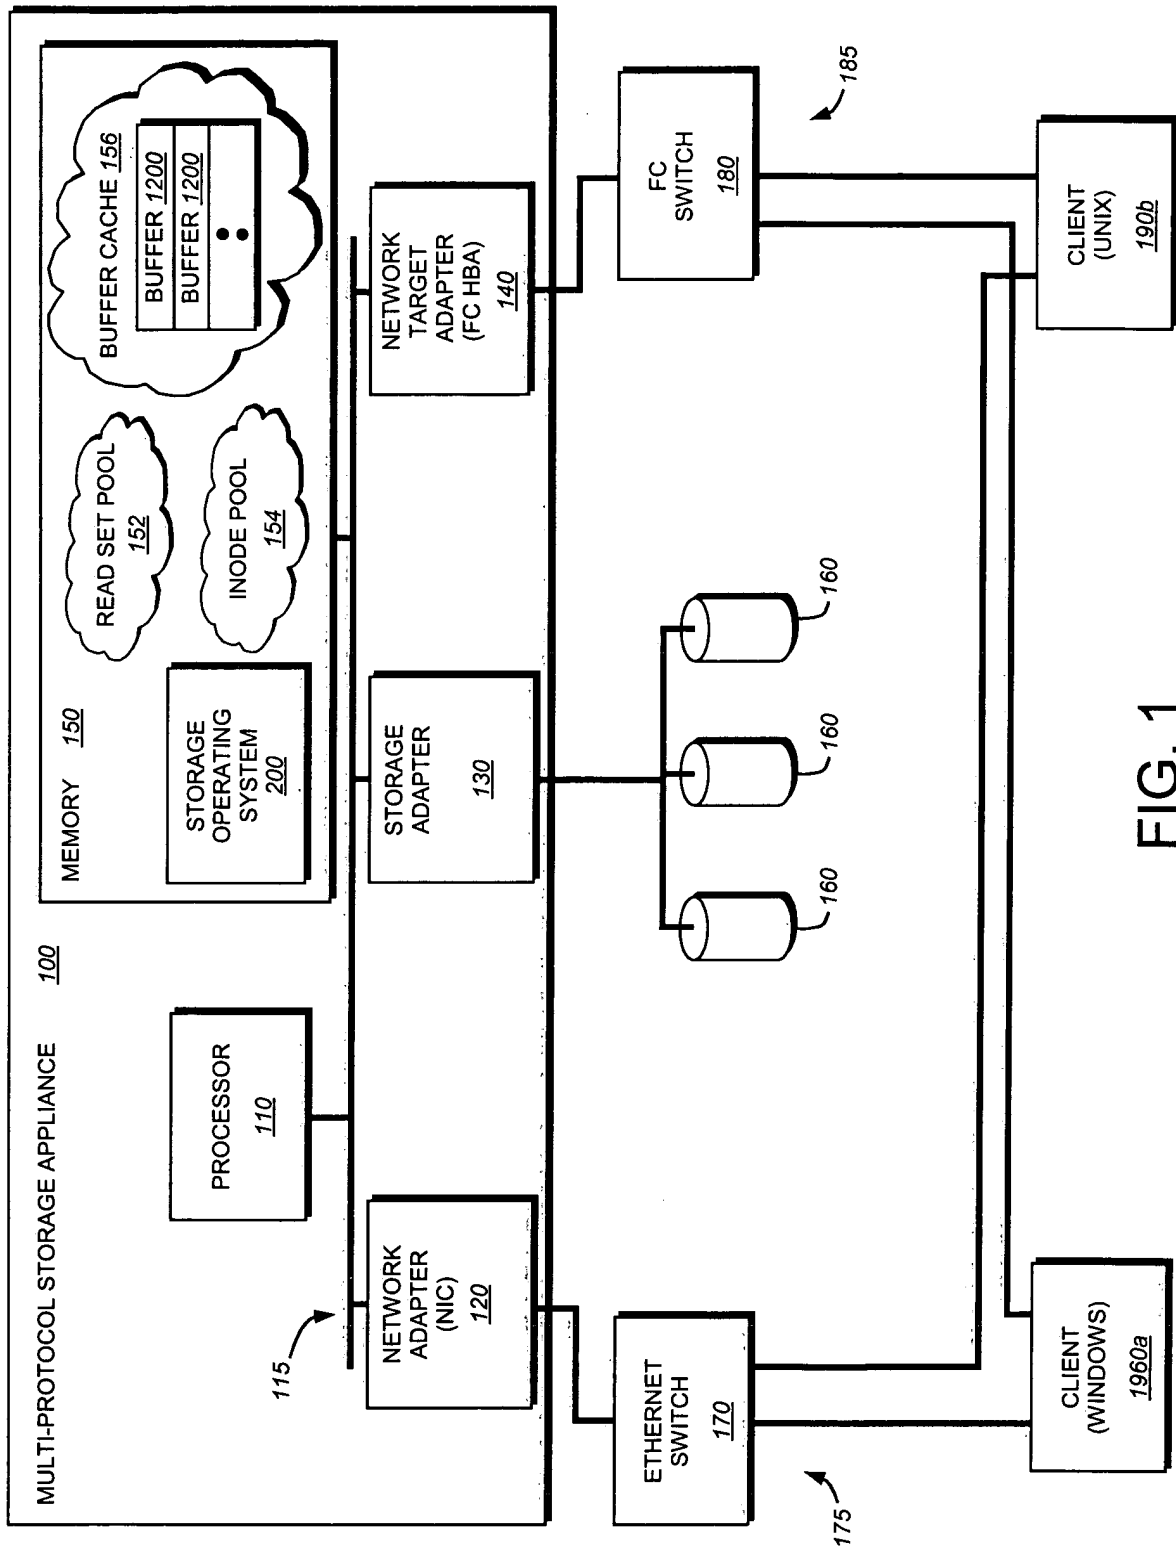 MULTI-PROTOCOL STORAGE APPLIANCE 100
MEMORY 150
STORAGE
OPERATING
SYSTEM
200
READ SET POOL
152
INODE POOL
154
BUFFER CACHE 156
BUFFER 1200
BUFFER 1200
PROCESSOR
110
115
NETWORK
ADAPTER
(NIC)
120
STORAGE
ADAPTER
130
NETWORK
TARGET
ADAPTER
(FC HBA)
140
ETHERNET
SWITCH
170
175
160
160
160
FC
SWITCH
180
185
CLIENT
(WINDOWS)
1960a
CLIENT
(UNIX)
190b
FIG. 1